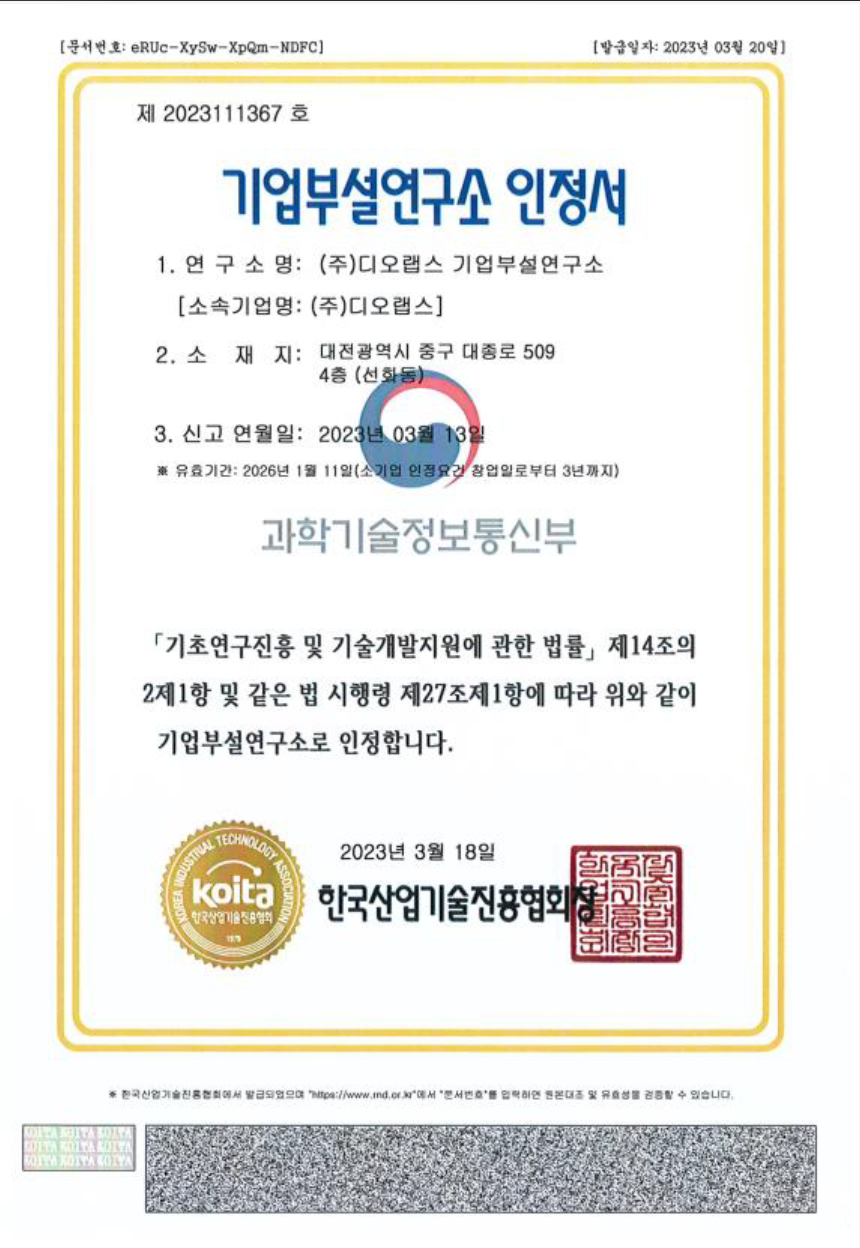 [문서번호: eRUc-XySw-XpQm-NDFC]
[발급일자: 2023년 03월 20일]
제 2023111367 호
기업부설연구소 인정서
1. 연 구 소 명: (주)디오랩스 기업부설연구소
[소속기업명: (주)디오랩스]
2. 소 재 지: 대전광역시 중구 대종로 509
4층 (선화동)
3. 신고 연월일: 2023년 03월 13일
※ 유효기간: 2026년 1월 11일(소기업 인정요건 창업일로부터 3년까지)
과학기술정보통신부
「기초연구진흥 및 기술개발지원에 관한 법률」 제14조의
2제1항 및 같은 법 시행령 제27조제1항에 따라 위와 같이
기업부설연구소로 인정합니다.
2023년 3월 18일
한국산업기술진흥협회장
KOREA INDUSTRIAL TECHNOLOGY ASSOCIATION
koita
한국산업기술진흥협회
1979
※ 한국산업기술진흥협회에서 발급되었으며 "https://www.rnd.or.kr"에서 "문서번호"를 입력하면 원본대조 및 유효성을 검증할 수 있습니다.
KOITA KOITA KOITA
KOITA KOITA KOITA
KOITA KOITA KOITA